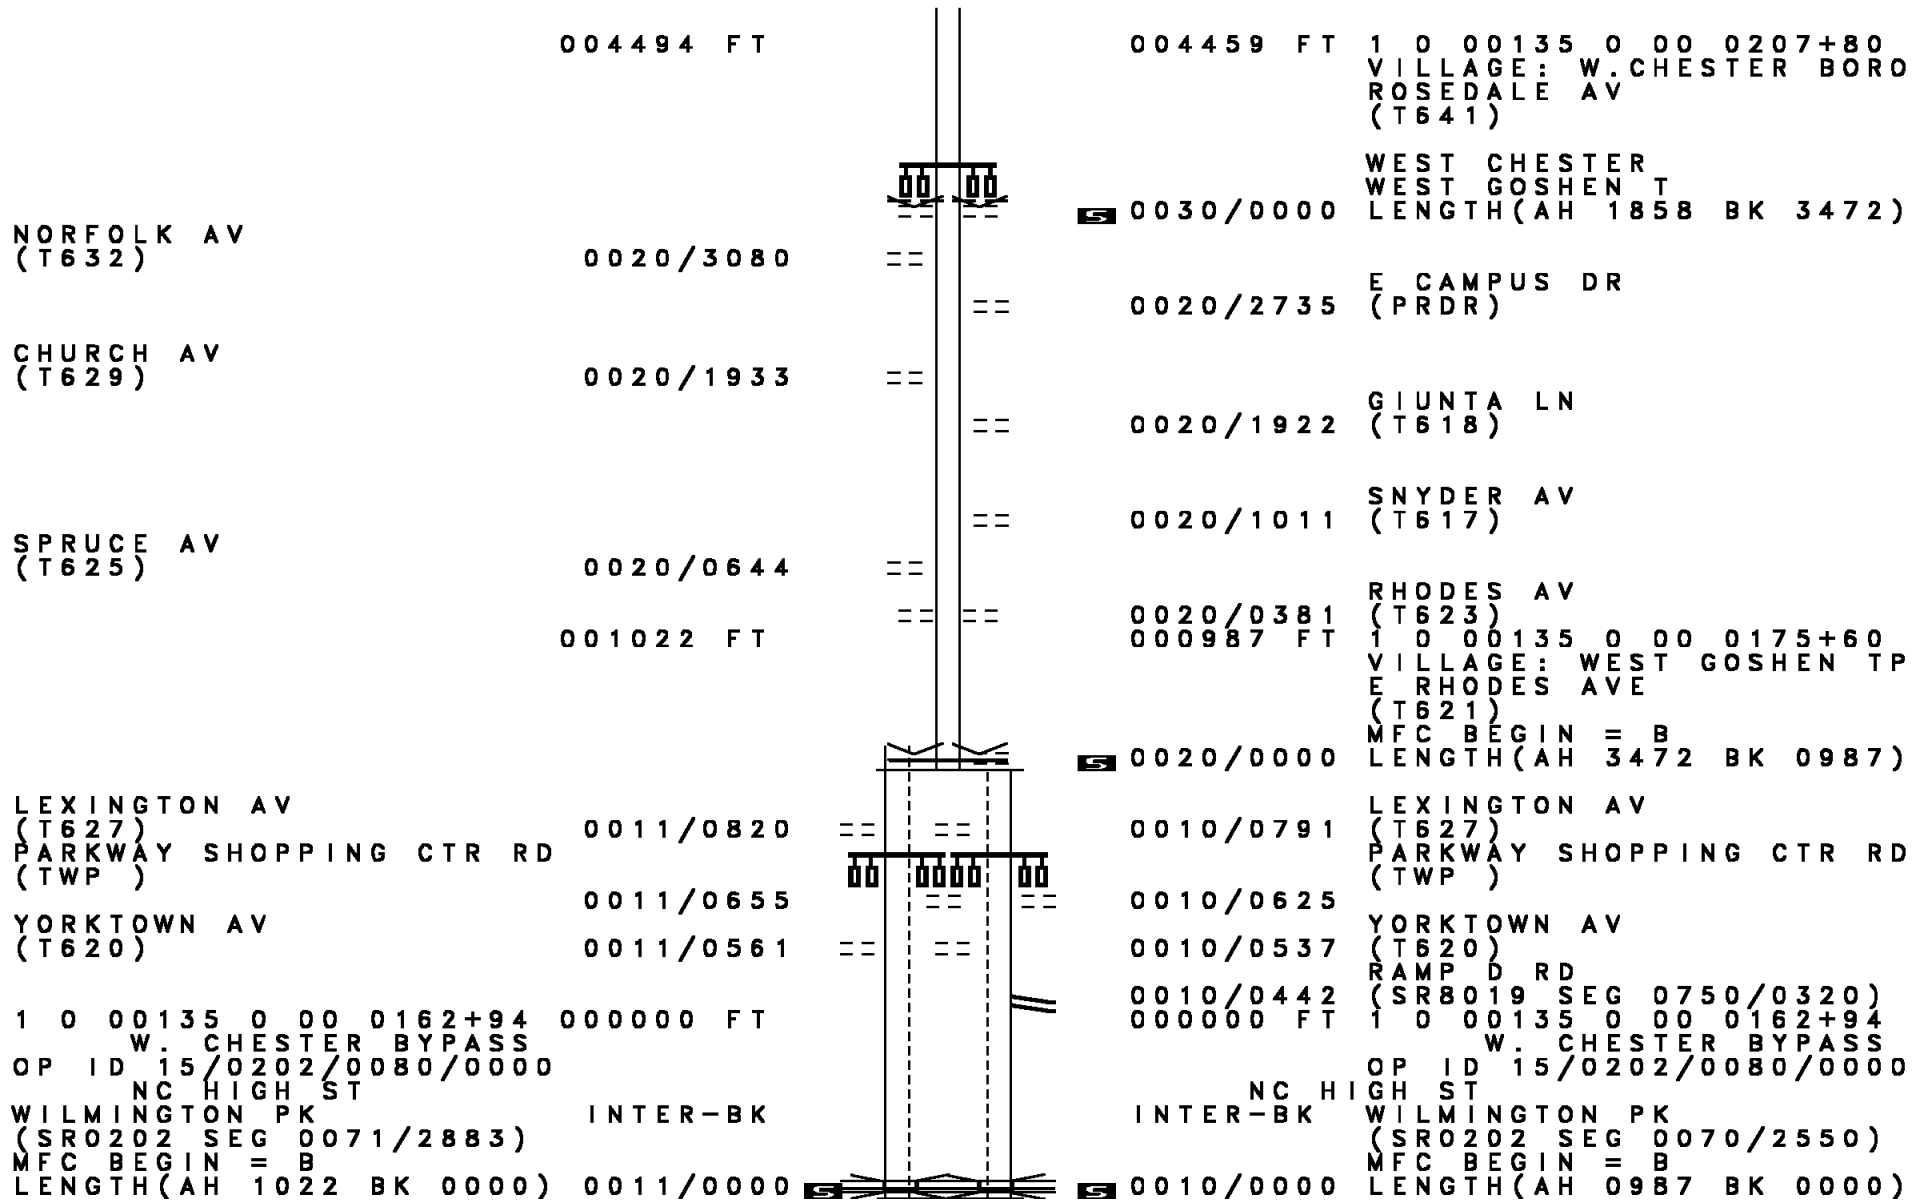 004494 FT 004459 FT 1 0 00135 0 00 0207+80
VILLAGE: W.CHESTER BORO
ROSEDALE AV
(T641)
WEST CHESTER
WEST GOSHEN T
S 0030/0000 LENGTH(AH 1858 BK 3472)
NORFOLK AV
(T632) 0020/3080
E CAMPUS DR
0020/2735 (PRDR)
CHURCH AV
(T629) 0020/1933
GIUNTA LN
0020/1922 (T618)
SNYDER AV
0020/1011 (T617)
SPRUCE AV
(T625) 0020/0644
RHODES AV
0020/0381 (T623)
001022 FT 000987 FT 1 0 00135 0 00 0175+60
VILLAGE: WEST GOSHEN TP
E RHODES AVE
(T621)
MFC BEGIN = B
S 0020/0000 LENGTH(AH 3472 BK 0987)
LEXINGTON AV LEXINGTON AV
(T627) 0011/0820 0010/0791 (T627)
PARKWAY SHOPPING CTR RD PARKWAY SHOPPING CTR RD
(TWP ) (TWP )
0011/0655 0010/0625
YORKTOWN AV YORKTOWN AV
(T620) 0011/0561 0010/0537 (T620)
RAMP D RD
0010/0442 (SR8019 SEG 0750/0320)
1 0 00135 0 00 0162+94 000000 FT 000000 FT 1 0 00135 0 00 0162+94
W. CHESTER BYPASS W. CHESTER BYPASS
OP ID 15/0202/0080/0000 OP ID 15/0202/0080/0000
NC HIGH ST NC HIGH ST
WILMINGTON PK INTER-BK INTER-BK WILMINGTON PK
(SR0202 SEG 0071/2883) (SR0202 SEG 0070/2550)
MFC BEGIN = B MFC BEGIN = B
LENGTH(AH 1022 BK 0000) 0011/0000 S S 0010/0000 LENGTH(AH 0987 BK 0000)